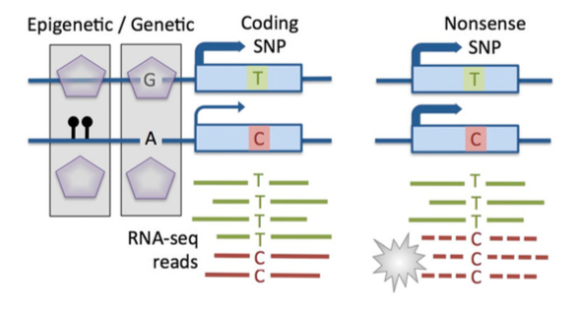 Epigenetic / Genetic
Coding
SNP
Nonsense
SNP
G
T
T
A
C
C
T
T
T
T
RNA-seq
reads
C
C
T
T
T
C
C
C